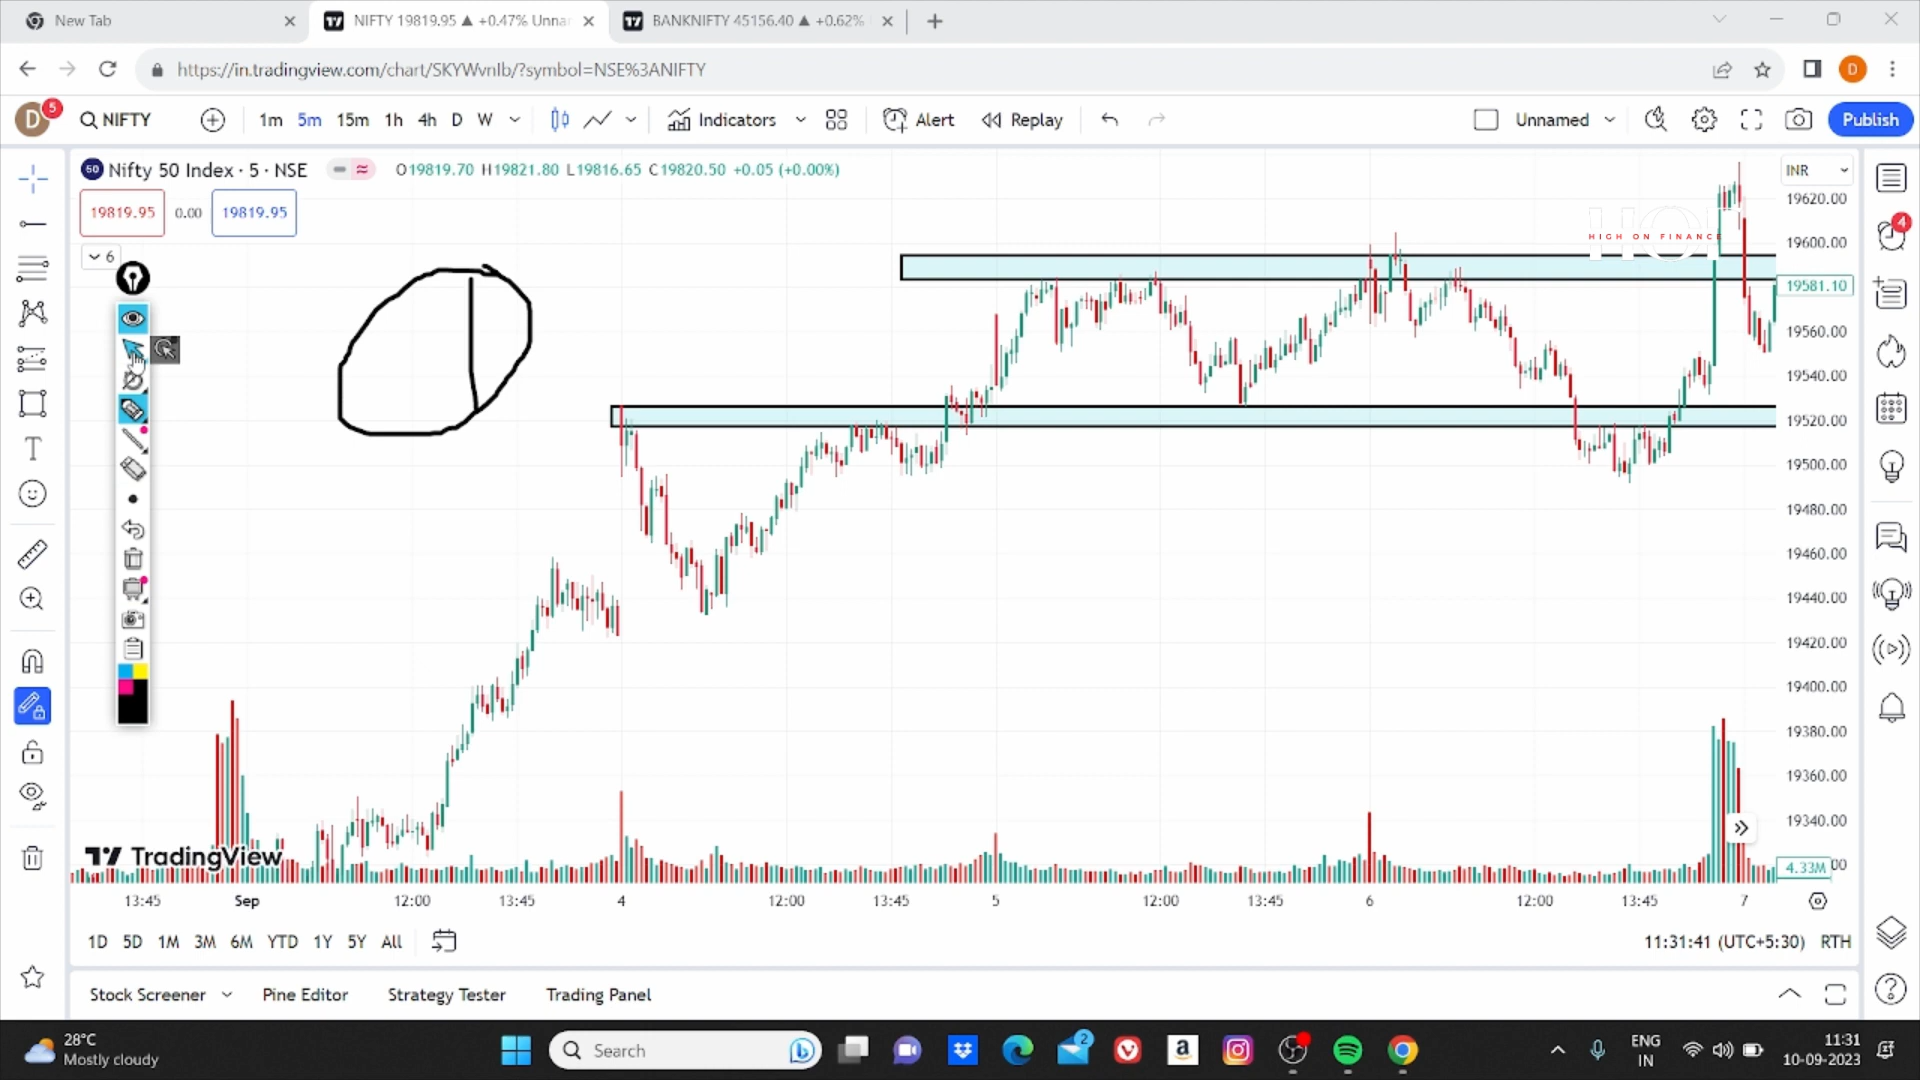 New Tab
NIFTY 19819.95 ▲ +0.47% Unna
BANKNIFTY 45156.40 ▲ +0.62%
https://in.tradingview.com/chart/SKYWvnIb/?symbol=NSE%3ANIFTY
D
D
5
NIFTY
1m 5m 15m 1h 4h D W
Indicators
Alert
Replay
Unnamed
Publish
50
Nifty 50 Index · 5 · NSE
O19819.70 H19821.80 L19816.65 C19820.50 +0.05 (+0.00%)
INR
19819.95
0.00
19819.95
6
HIGH ON FINANCE
4
19620.00
19600.00
19581.10
19560.00
19540.00
19520.00
19500.00
19480.00
19460.00
19440.00
19420.00
19400.00
19380.00
19360.00
19340.00
4.33M
TradingView
13:45 Sep 12:00 13:45 4 12:00 13:45 5 12:00 13:45 6 12:00 13:45 7
1D 5D 1M 3M 6M YTD 1Y 5Y All
11:31:41 (UTC+5:30) RTH
Stock Screener
Pine Editor
Strategy Tester
Trading Panel
28°C
Mostly cloudy
Search
2
ENG
IN
11:31
10-09-2023